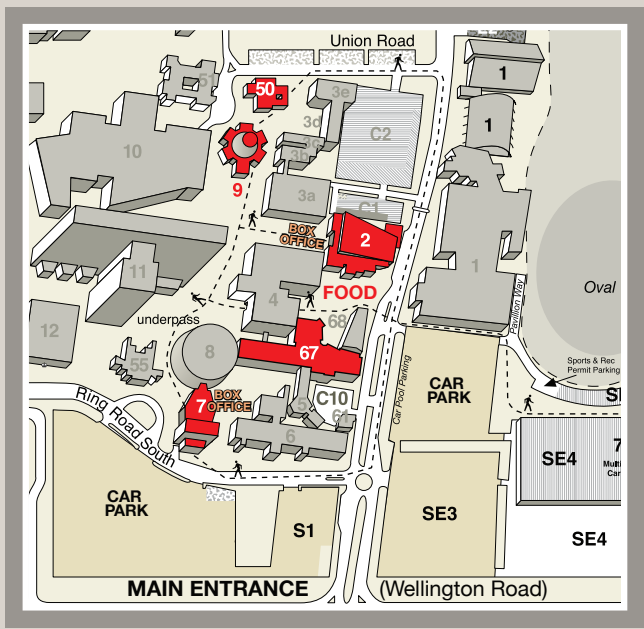 Union Road
1
51
50
3e
3d
C2
1
3c
3b
10
9
3a
C1
BOX
OFFICE
2
1
11
Oval
FOOD
4
Pavilion Way
underpass
68
12
8
67
55
Sports & Rec
Permit Parking
Car Pool Parking
CAR
PARK
7
BOX
OFFICE
5
C10
61
Ring Road South
6
SE4
7
CAR
PARK
S1
SE3
SE4
MAIN ENTRANCE
(Wellington Road)